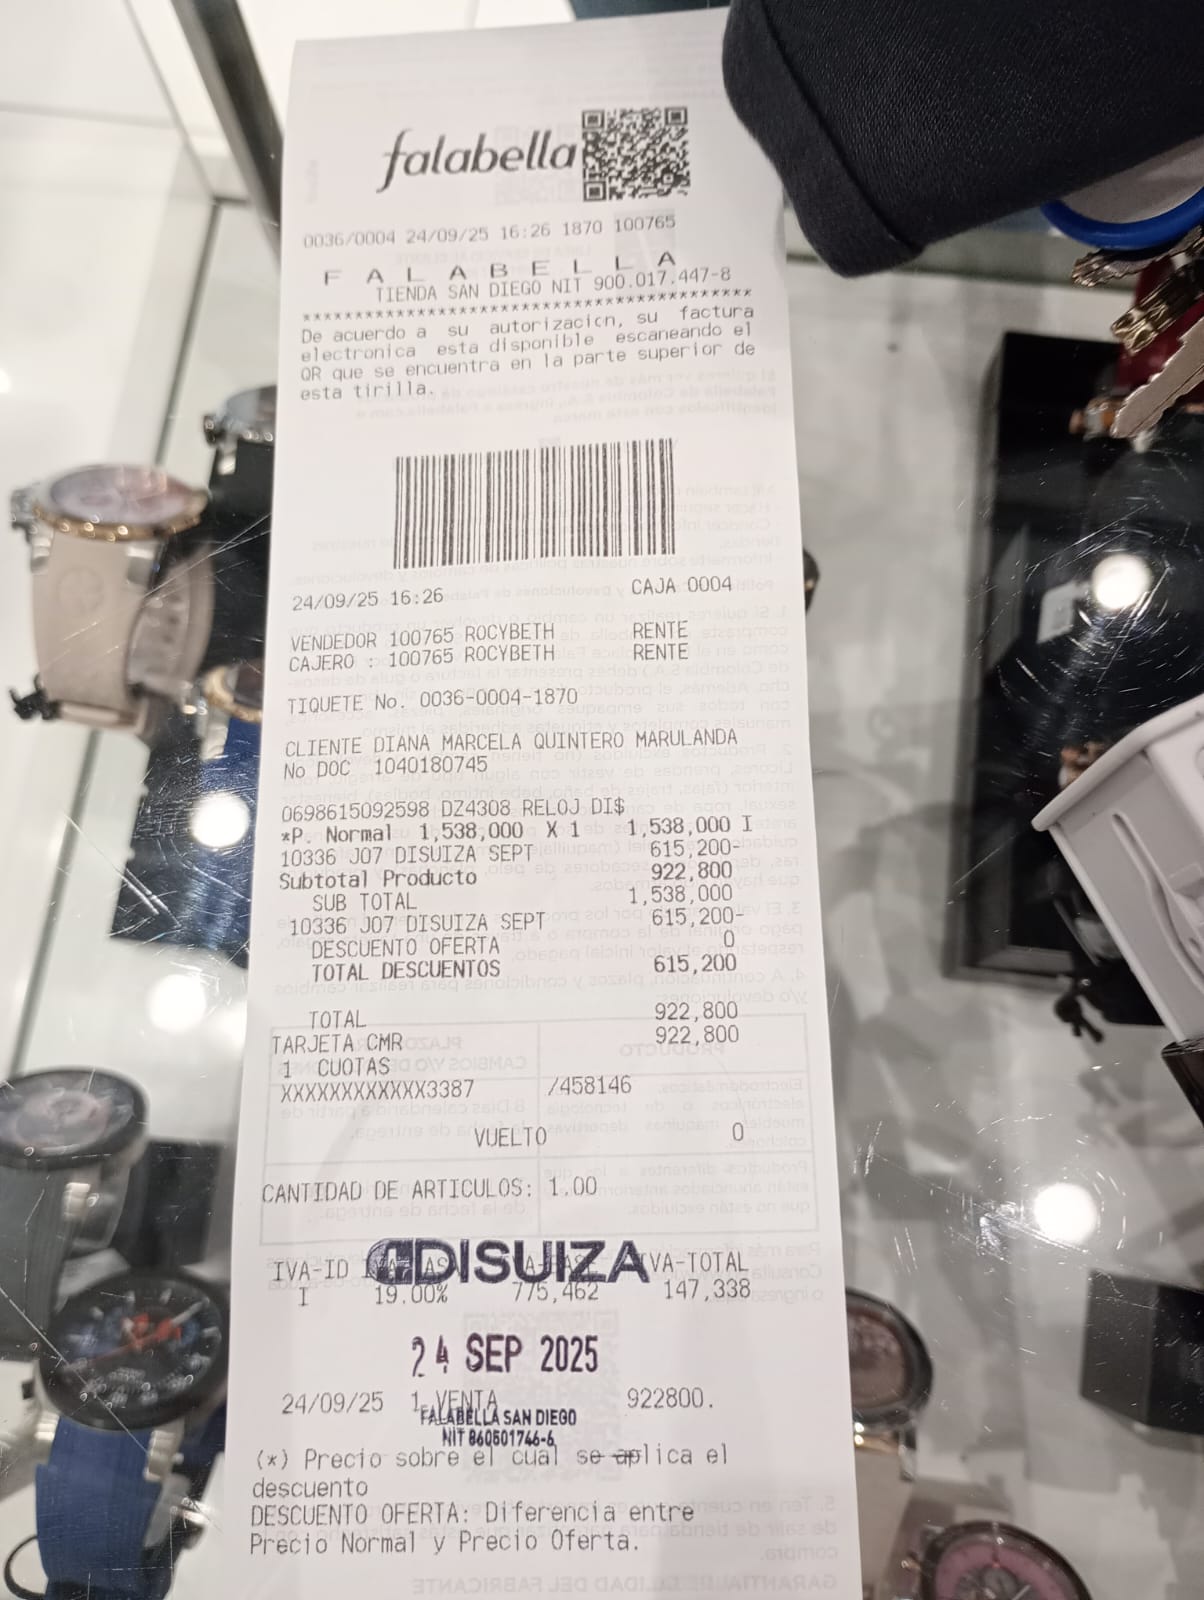 falabella
0036/0004 24/09/25 16:26 1870 100765
F A L A B E L L A
TIENDA SAN DIEGO NIT 900.017.447-8
******************************************
De acuerdo a su autorizacion, su factura
electronica esta disponible escaneando el
QR que se encuentra en la parte superior de
esta tirilla.
24/09/25 16:26 CAJA 0004
VENDEDOR 100765 ROCYBETH RENTE
CAJERO : 100765 ROCYBETH RENTE
TIQUETE No. 0036-0004-1870
CLIENTE DIANA MARCELA QUINTERO MARULANDA
No DOC 1040180745
0698615092598 DZ4308 RELOJ DI$
*P. Normal 1,538,000 X 1 1,538,000 I
10336 J07 DISUIZA SEPT 615,200-
Subtotal Producto 922,800
SUB TOTAL 1,538,000
10336 J07 DISUIZA SEPT 615,200-
DESCUENTO OFERTA 0
TOTAL DESCUENTOS 615,200
TOTAL 922,800
TARJETA CMR 922,800
1 CUOTAS
XXXXXXXXXXXX3387 /458146
VUELTO 0
CANTIDAD DE ARTICULOS: 1.00
DISUIZA
IVA-ID IVA-TOTAL
I 19.00% 775,462 147,338
24 SEP 2025
24/09/25 1 VENTA 922800.
FALABELLA SAN DIEGO
NIT 860501746-6
(*) Precio sobre el cual se aplica el
descuento
DESCUENTO OFERTA: Diferencia entre
Precio Normal y Precio Oferta.